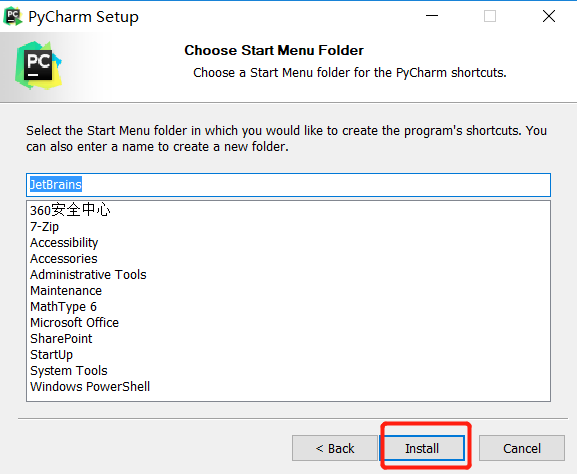 PyCharm Setup
PC
Choose Start Menu Folder
Choose a Start Menu folder for the PyCharm shortcuts.
PC
Select the Start Menu folder in which you would like to create the program's shortcuts. You
can also enter a name to create a new folder.
JetBrains
360安全中心
7-Zip
Accessibility
Accessories
Administrative Tools
Maintenance
MathType 6
Microsoft Office
SharePoint
StartUp
System Tools
Windows PowerShell
< Back
Install
Cancel